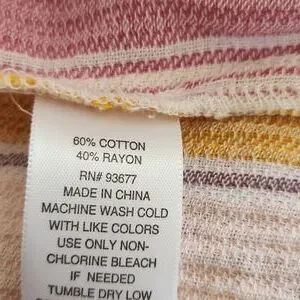 60% COTTON
40% RAYON
RN# 93677
MADE IN CHINA
MACHINE WASH COLD
WITH LIKE COLORS
USE ONLY NON-
CHLORINE BLEACH
IF NEEDED
TUMBLE DRY LOW